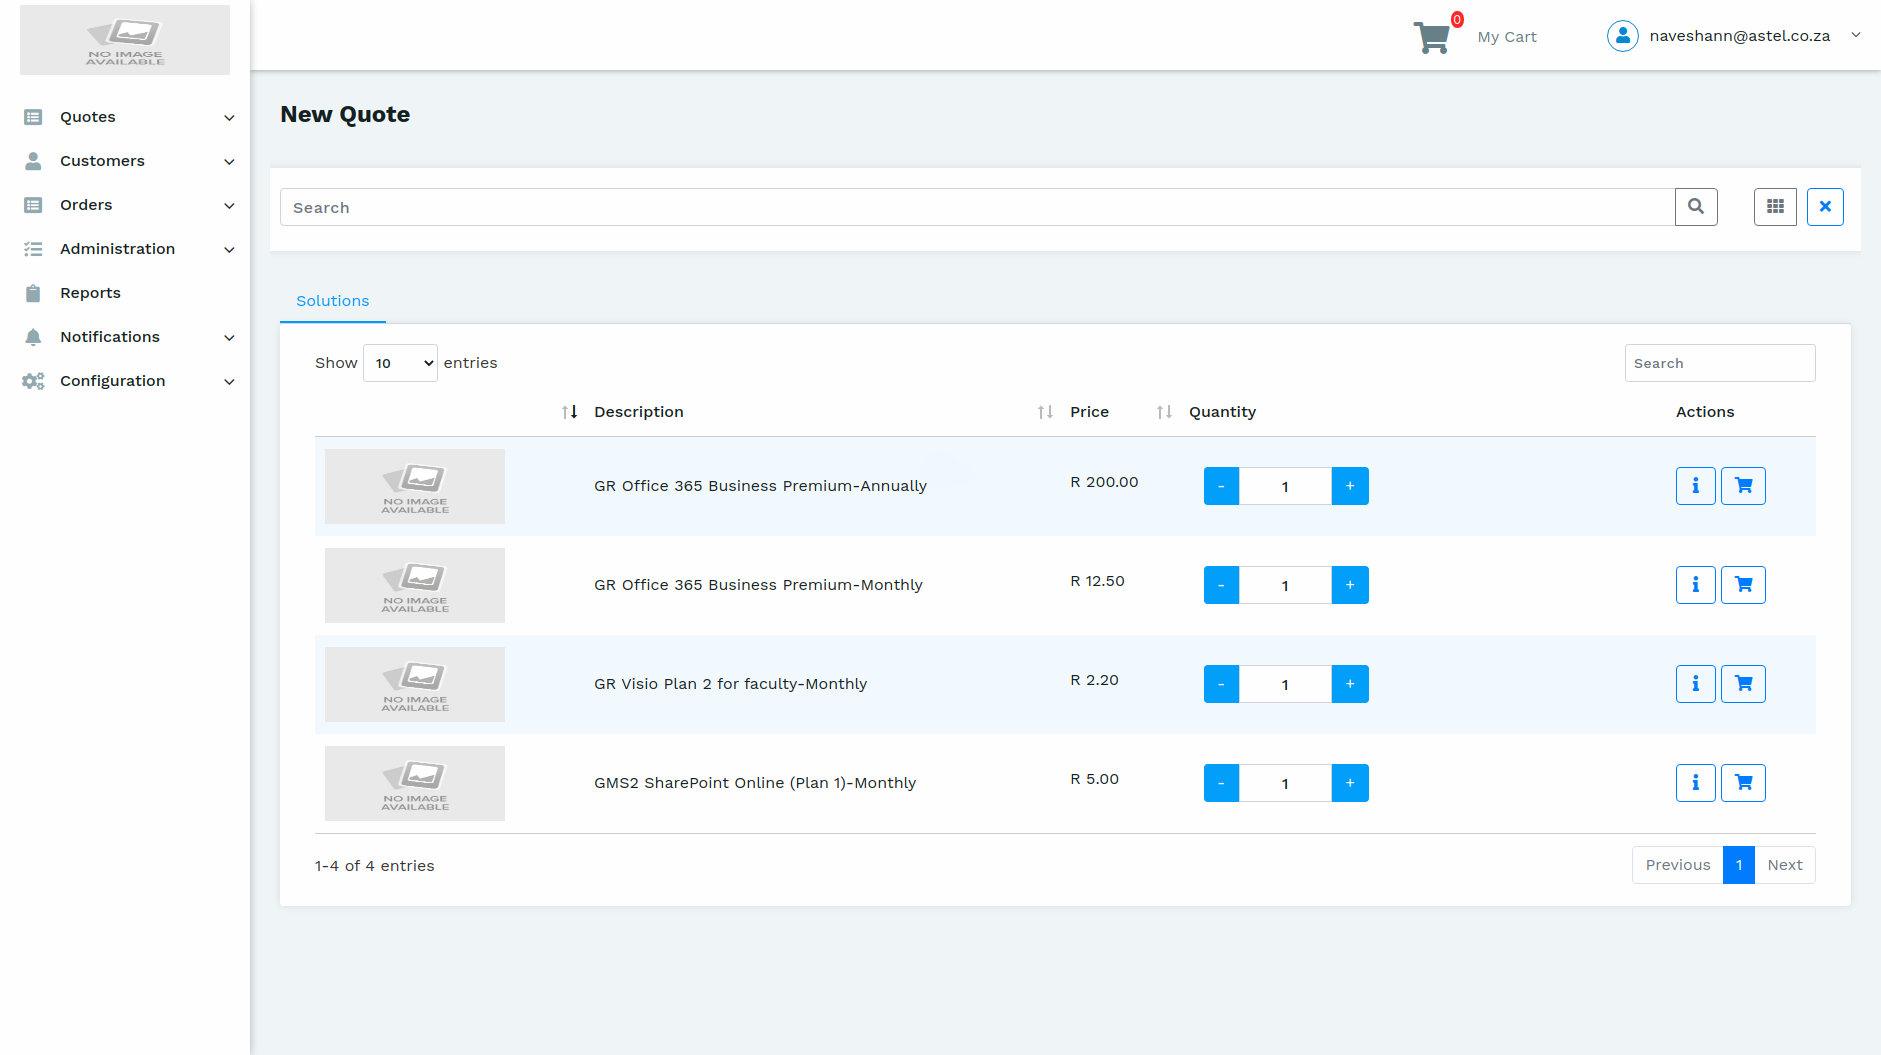 NO IMAGE
AVAILABLE
0
My Cart
naveshann@astel.co.za
Quotes
Customers
Orders
Administration
Reports
Notifications
Configuration
New Quote
Search
Solutions
Show 10 entries
Search
Description Price Quantity Actions
NO IMAGE
AVAILABLE
GR Office 365 Business Premium-Annually R 200.00 - 1 +
NO IMAGE
AVAILABLE
GR Office 365 Business Premium-Monthly R 12.50 - 1 +
NO IMAGE
AVAILABLE
GR Visio Plan 2 for faculty-Monthly R 2.20 - 1 +
NO IMAGE
AVAILABLE
GMS2 SharePoint Online (Plan 1)-Monthly R 5.00 - 1 +
1-4 of 4 entries
Previous 1 Next